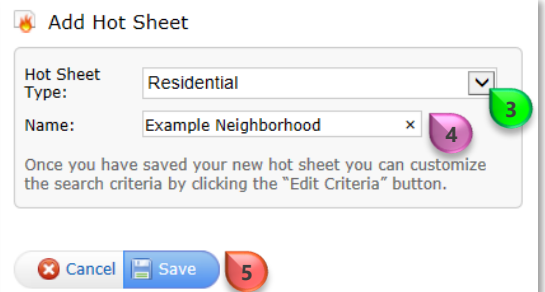 Add Hot Sheet
Hot Sheet Type:
Residential
3
Name:
Example Neighborhood
×
4
Once you have saved your new hot sheet you can customize
the search criteria by clicking the “Edit Criteria” button.
Cancel
Save
5